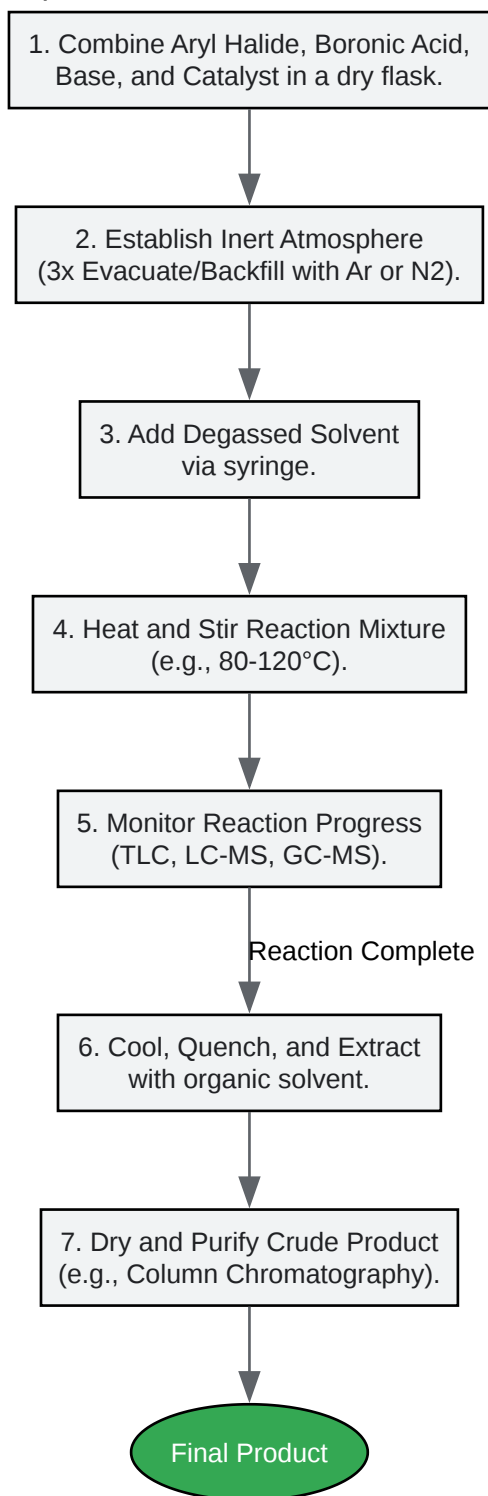 1. Combine Aryl Halide, Boronic Acid,
Base, and Catalyst in a dry flask.
2. Establish Inert Atmosphere
(3x Evacuate/Backfill with Ar or N2).
3. Add Degassed Solvent
via syringe.
4. Heat and Stir Reaction Mixture
(e.g., 80-120°C).
5. Monitor Reaction Progress
(TLC, LC-MS, GC-MS).
Reaction Complete
6. Cool, Quench, and Extract
with organic solvent.
7. Dry and Purify Crude Product
(e.g., Column Chromatography).
Final Product